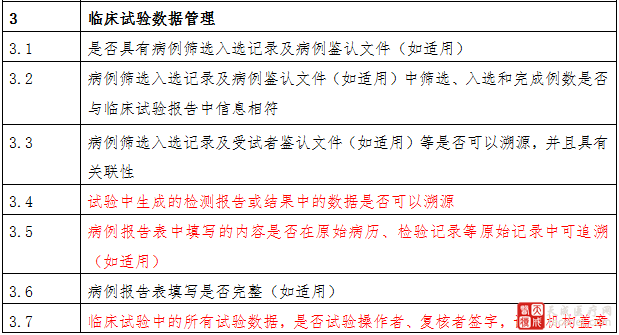 3 临床试验数据管理
3.1 是否具有病例筛选入选记录及病例鉴认文件（如适用）
3.2 病例筛选入选记录及病例鉴认文件（如适用）中筛选、入选和完成例数是否
与临床试验报告中信息相符
3.3 病例筛选入选记录及受试者鉴认文件（如适用）等是否可以溯源，并且具有
关联性
3.4 试验中生成的检测报告或结果中的数据是否可以溯源
3.5 病例报告表中填写的内容是否在原始病历、检验记录等原始记录中可追溯
（如适用）
3.6 病例报告表填写是否完整（如适用）
3.7 临床试验中的所有试验数据，是否试验操作者、复核者签字，试 机构盖章